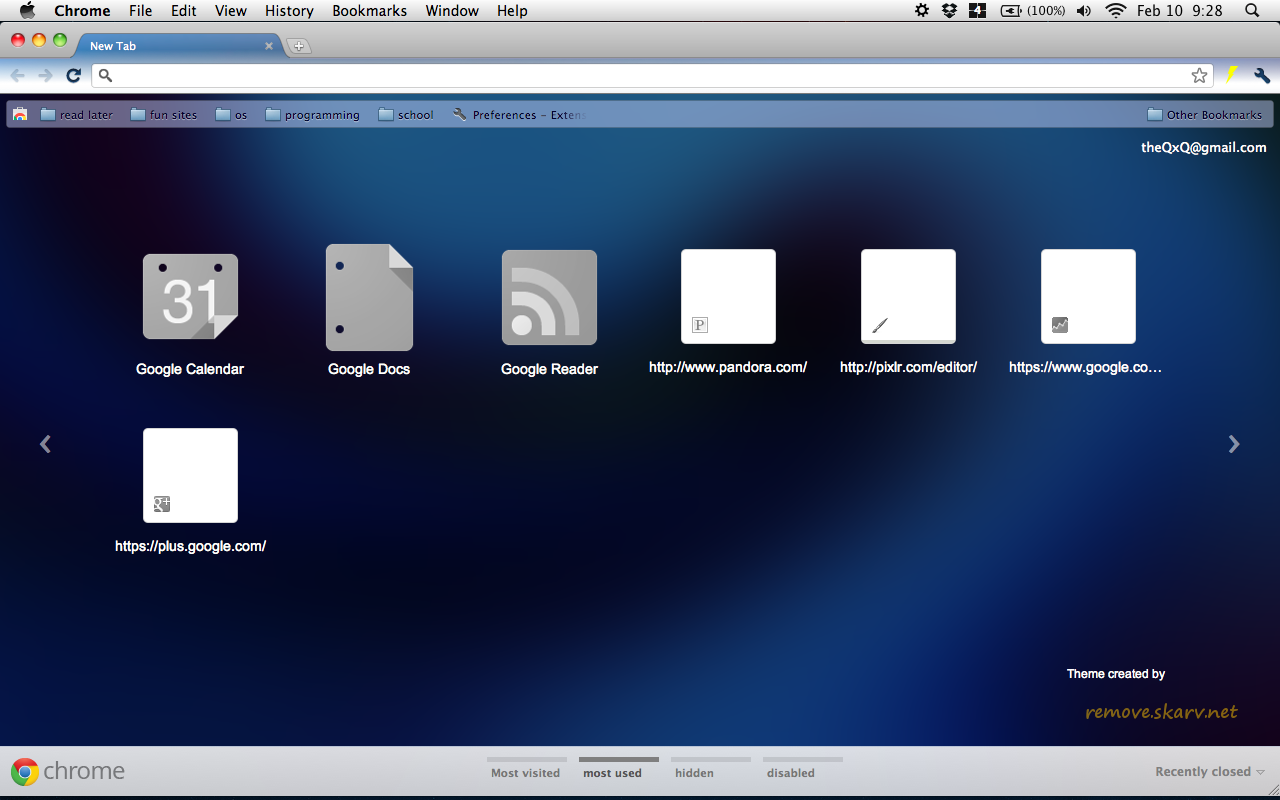 Chrome File Edit View History Bookmarks Window Help 4 (100%) Feb 10 9:28
New Tab
read later fun sites os programming school Preferences – Exten Other Bookmarks
theQxQ@gmail.com
31 P
Google Calendar Google Docs Google Reader http://www.pandora.com/ http://pixlr.com/editor/ https://www.google.co...
g+
https://plus.google.com/
Theme created by
remove.skarv.net
chrome Most visited most used hidden disabled Recently closed